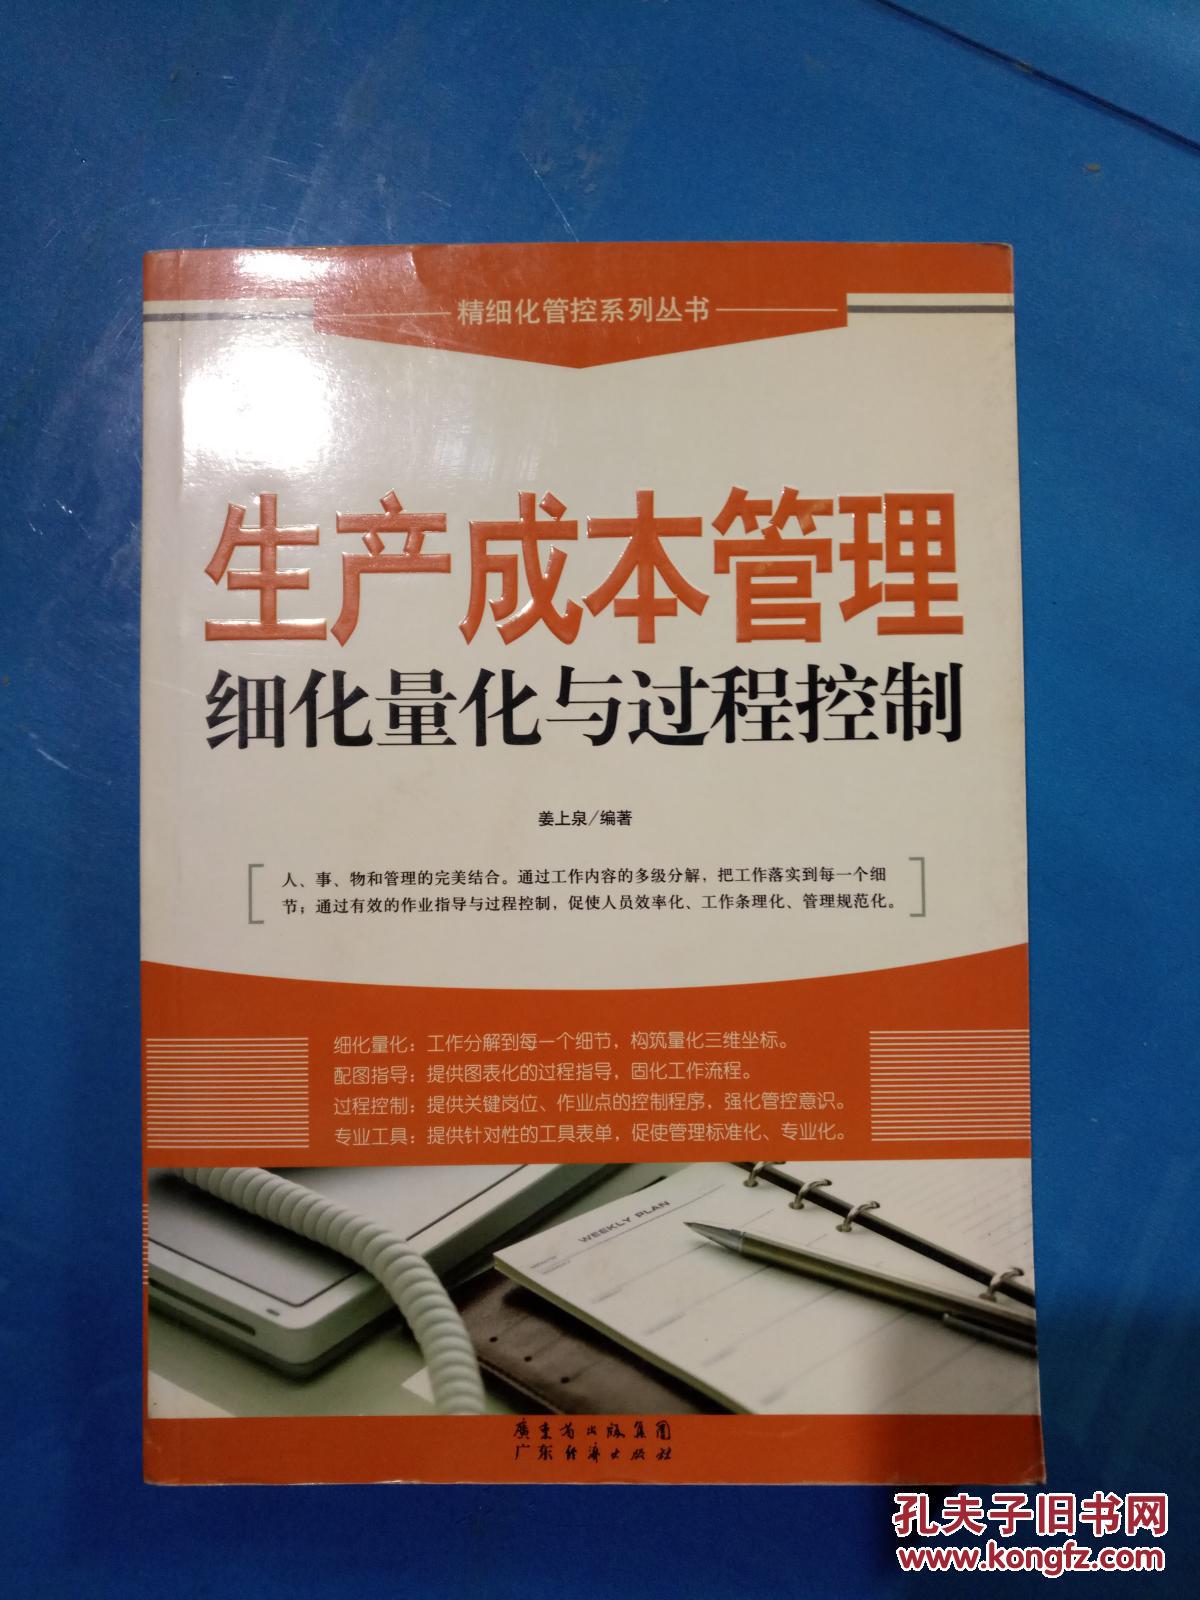 精细化管控系列丛书
生产成本管理
细化量化与过程控制
姜上泉/编著
人、事、物和管理的完美结合。通过工作内容的多级分解，把工作落实到每一个细
节；通过有效的作业指导与过程控制，促使人员效率化、工作条理化、管理规范化。
细化量化：工作分解到每一个细节，构筑量化三维坐标。
配图指导：提供图表化的过程指导，固化工作流程。
过程控制：提供关键岗位、作业点的控制程序，强化管控意识。
专业工具：提供针对性的工具表单，促使管理标准化、专业化。
WEEKLY PLAN
廣東省出版集團
广东经济出版社
孔夫子旧书网
www.kongfz.com